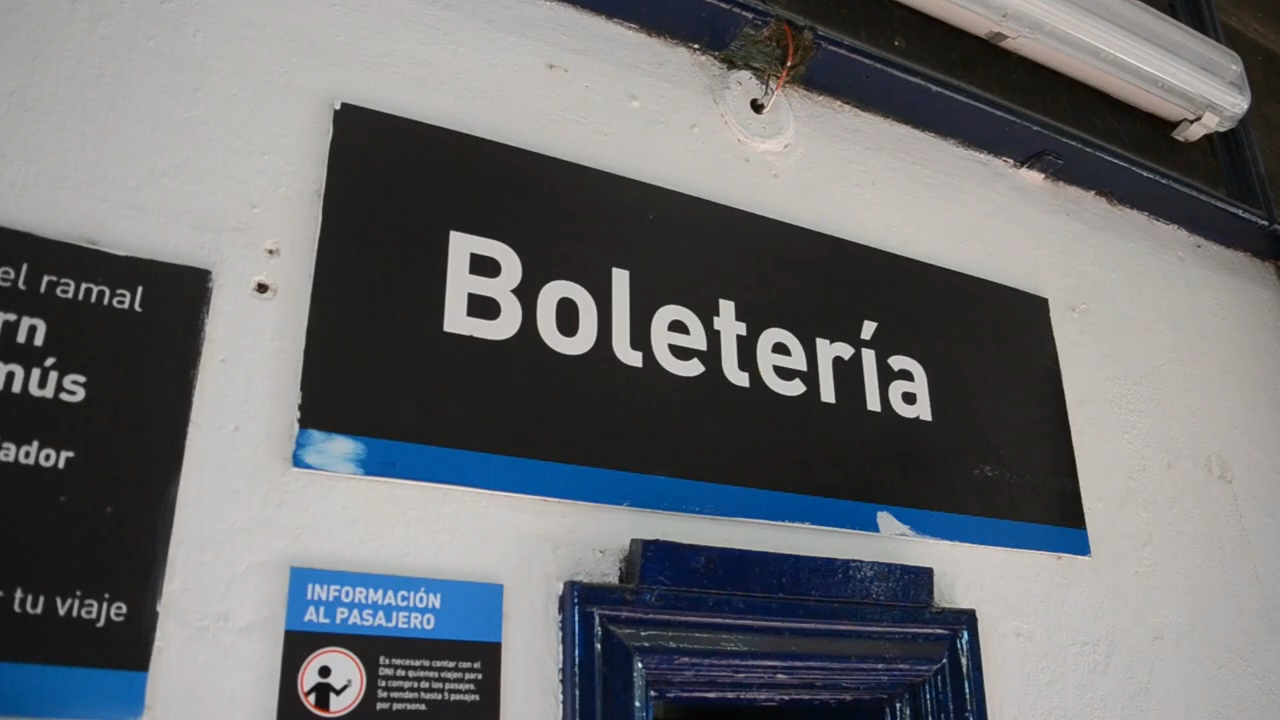 el ramal
rn
mús
ador
tu viaje
Boletería
INFORMACIÓN
AL PASAJERO
Es necesario contar con el
DNI de quienes viajen para
la compra de los pasajes.
Se venden hasta 5 pasajes
por persona.